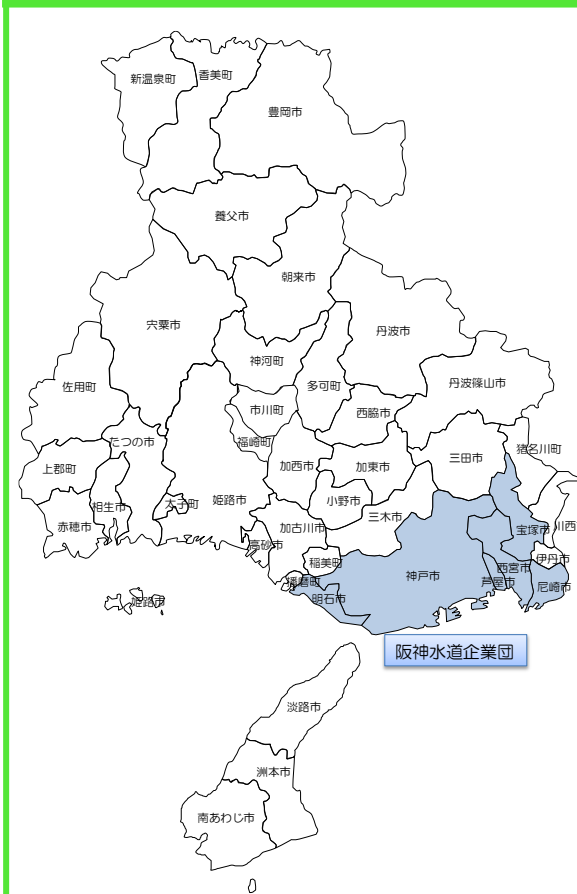 新温泉町
香美町
豊岡市
養父市
朝来市
宍粟市
丹波市
神河町
佐用町
多可町
丹波篠山市
市川町
西脇市
たつの市
福崎町
猪名川町
上郡町
加西市
加東市
三田市
赤穂市
相生市
太子町
姫路市
小野市
三木市
宝塚市
川西
加古川市
高砂市
稲美町
神戸市
伊丹市
西宮市
芦屋市
尼崎市
播磨町
明石市
姫路市
阪神水道企業団
淡路市
洲本市
南あわじ市